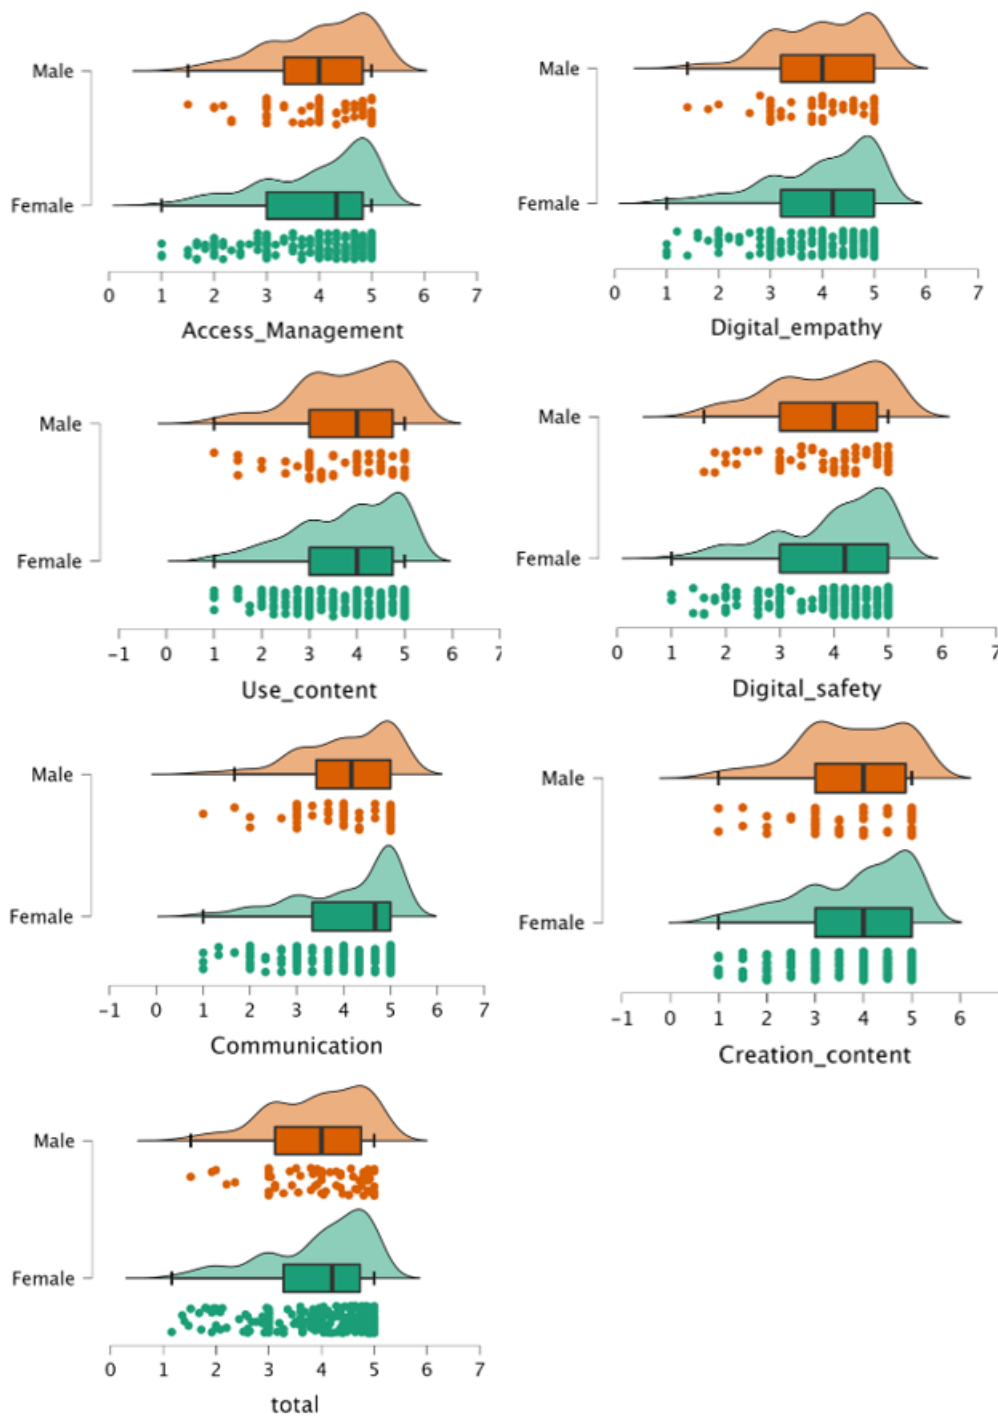 Male
Female
0 1 2 3 4 5 6 7
Access_Management
Male
Female
0 1 2 3 4 5 6 7
Digital_empathy
Male
Female
-1 0 1 2 3 4 5 6 7
Use_content
Male
Female
0 1 2 3 4 5 6 7
Digital_safety
Male
Female
-1 0 1 2 3 4 5 6 7
Communication
Male
Female
-1 0 1 2 3 4 5 6
Creation_content
Male
Female
0 1 2 3 4 5 6 7
total